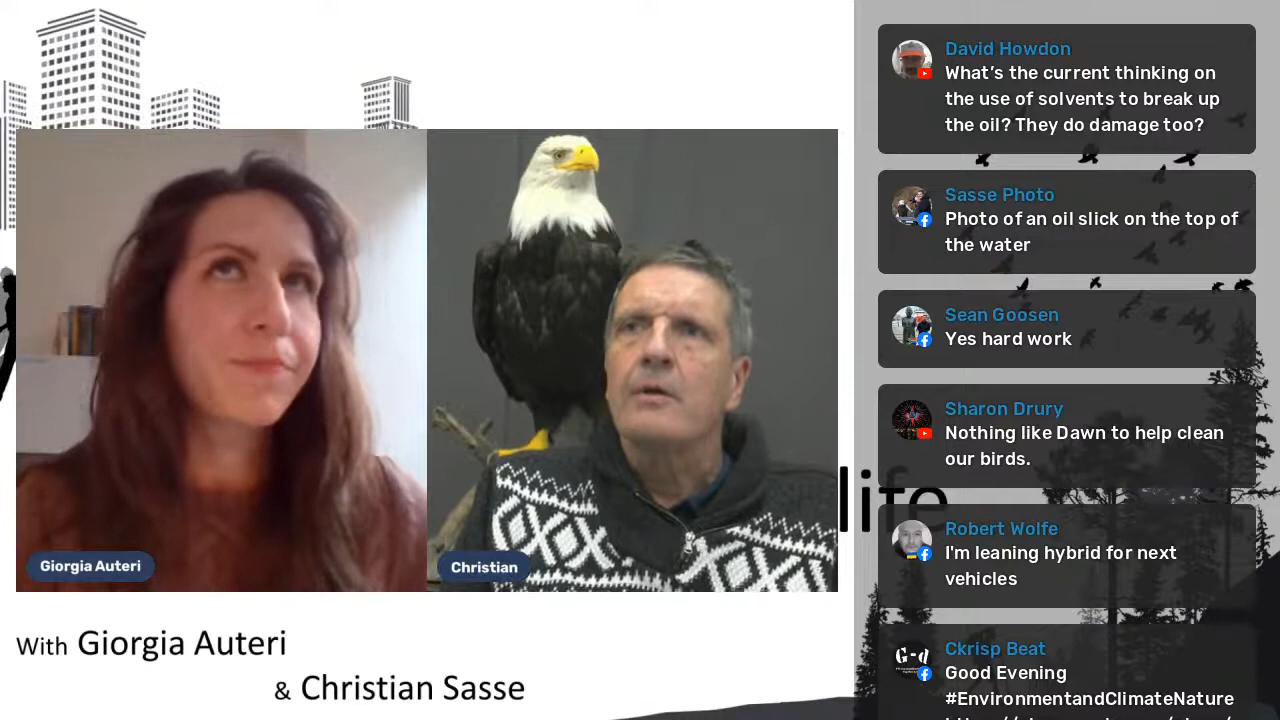 David Howdon
What's the current thinking on
the use of solvents to break up
the oil? They do damage too?
Sasse Photo
Photo of an oil slick on the top of
the water
Sean Goosen
Yes hard work
Sharon Drury
Nothing like Dawn to help clean
our birds.
life
Robert Wolfe
I'm leaning hybrid for next
vehicles
Ckrisp Beat
Good Evening
#EnvironmentandClimateNature
G-d
Giorgia Auteri
Christian
With Giorgia Auteri
& Christian Sasse